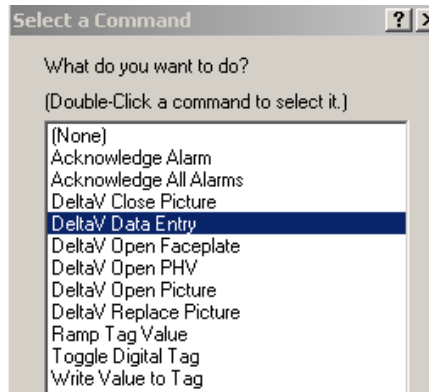 Select a Command
What do you want to do?
(Double-Click a command to select it.)
(None)
Acknowledge Alarm
Acknowledge All Alarms
DeltaV Close Picture
DeltaV Data Entry
DeltaV Open Faceplate
DeltaV Open PHV
DeltaV Open Picture
DeltaV Replace Picture
Ramp Tag Value
Toggle Digital Tag
Write Value to Tag